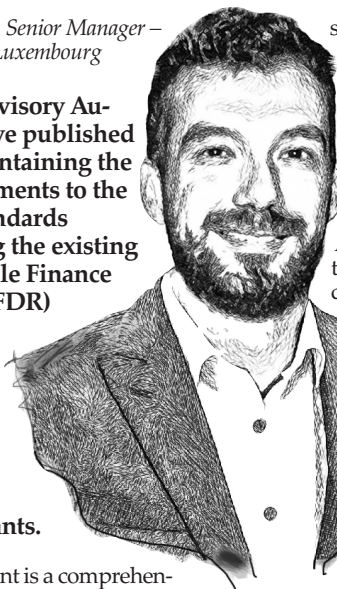 Senior Manager –
Luxembourg
visory Au-
ve published
ntaining the
ments to the
ndards
g the existing
le Finance
FDR)
nts.
nt is a comprehen-
s
t